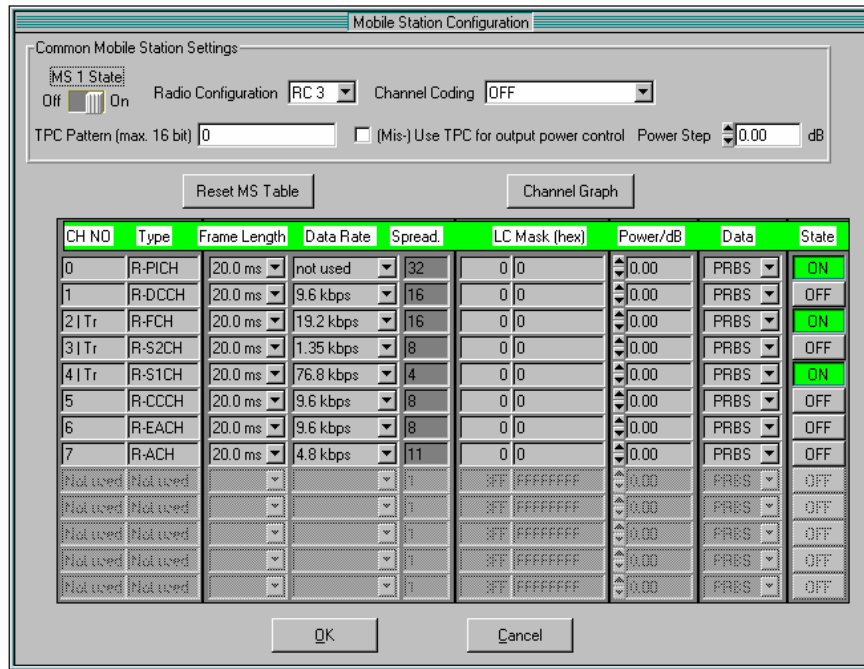 Mobile Station Configuration
Common Mobile Station Settings
MS 1 State
Off On Radio Configuration RC 3 Channel Coding OFF
TPC Pattern (max. 16 bit) 0 (Mis-) Use TPC for output power control Power Step 0.00 dB
Reset MS Table Channel Graph
CH NO Type Frame Length Data Rate Spread. LC Mask (hex) Power/dB Data State
0 R-PICH 20.0 ms not used 32 0 0 0.00 PRBS ON
1 R-DCCH 20.0 ms 9.6 kbps 16 0 0 0.00 PRBS OFF
2 | Tr R-FCH 20.0 ms 19.2 kbps 16 0 0 0.00 PRBS ON
3 | Tr R-S2CH 20.0 ms 1.35 kbps 8 0 0 0.00 PRBS OFF
4 | Tr R-S1CH 20.0 ms 76.8 kbps 4 0 0 0.00 PRBS ON
5 R-CCCH 20.0 ms 9.6 kbps 8 0 0 0.00 PRBS OFF
6 R-EACH 20.0 ms 9.6 kbps 8 0 0 0.00 PRBS OFF
7 R-ACH 20.0 ms 4.8 kbps 11 0 0 0.00 PRBS OFF
Not used Not used 1 3FF FFFFFFFF 0.00 PRBS OFF
Not used Not used 1 3FF FFFFFFFF 0.00 PRBS OFF
Not used Not used 1 3FF FFFFFFFF 0.00 PRBS OFF
Not used Not used 1 3FF FFFFFFFF 0.00 PRBS OFF
Not used Not used 1 3FF FFFFFFFF 0.00 PRBS OFF
OK Cancel